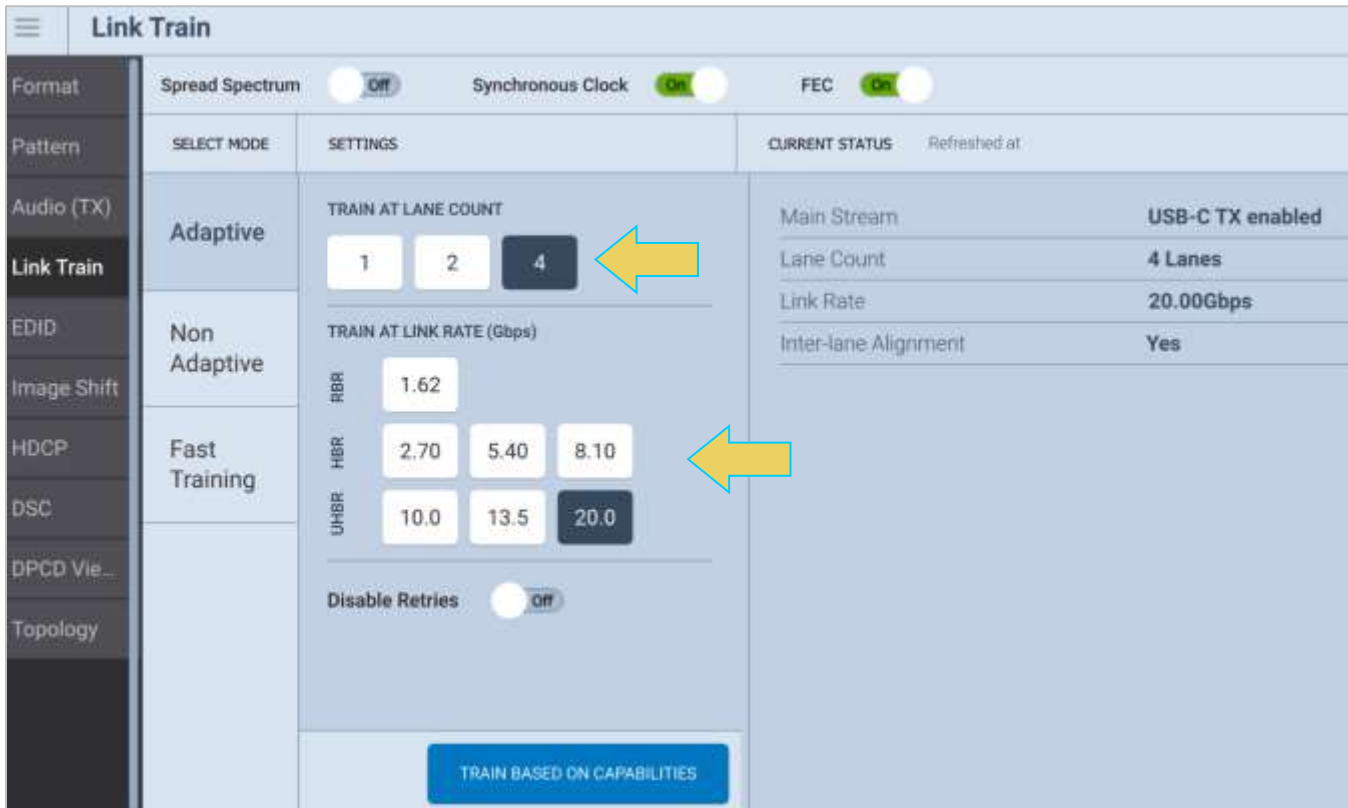 Link Train
Format
Pattern
Audio (TX)
Link Train
EDID
Image Shift
HDCP
DSC
DPCD Vie...
Topology
Spread Spectrum Off Synchronous Clock On FEC On
SELECT MODE
SETTINGS
CURRENT STATUS Refreshed at
Adaptive
Non
Adaptive
Fast
Training
TRAIN AT LANE COUNT
1 2 4
TRAIN AT LINK RATE (Gbps)
RBR 1.62
HBR 2.70 5.40 8.10
UHBR 10.0 13.5 20.0
Disable Retries Off
TRAIN BASED ON CAPABILITIES
Main Stream USB-C TX enabled
Lane Count 4 Lanes
Link Rate 20.00Gbps
Inter-lane Alignment Yes